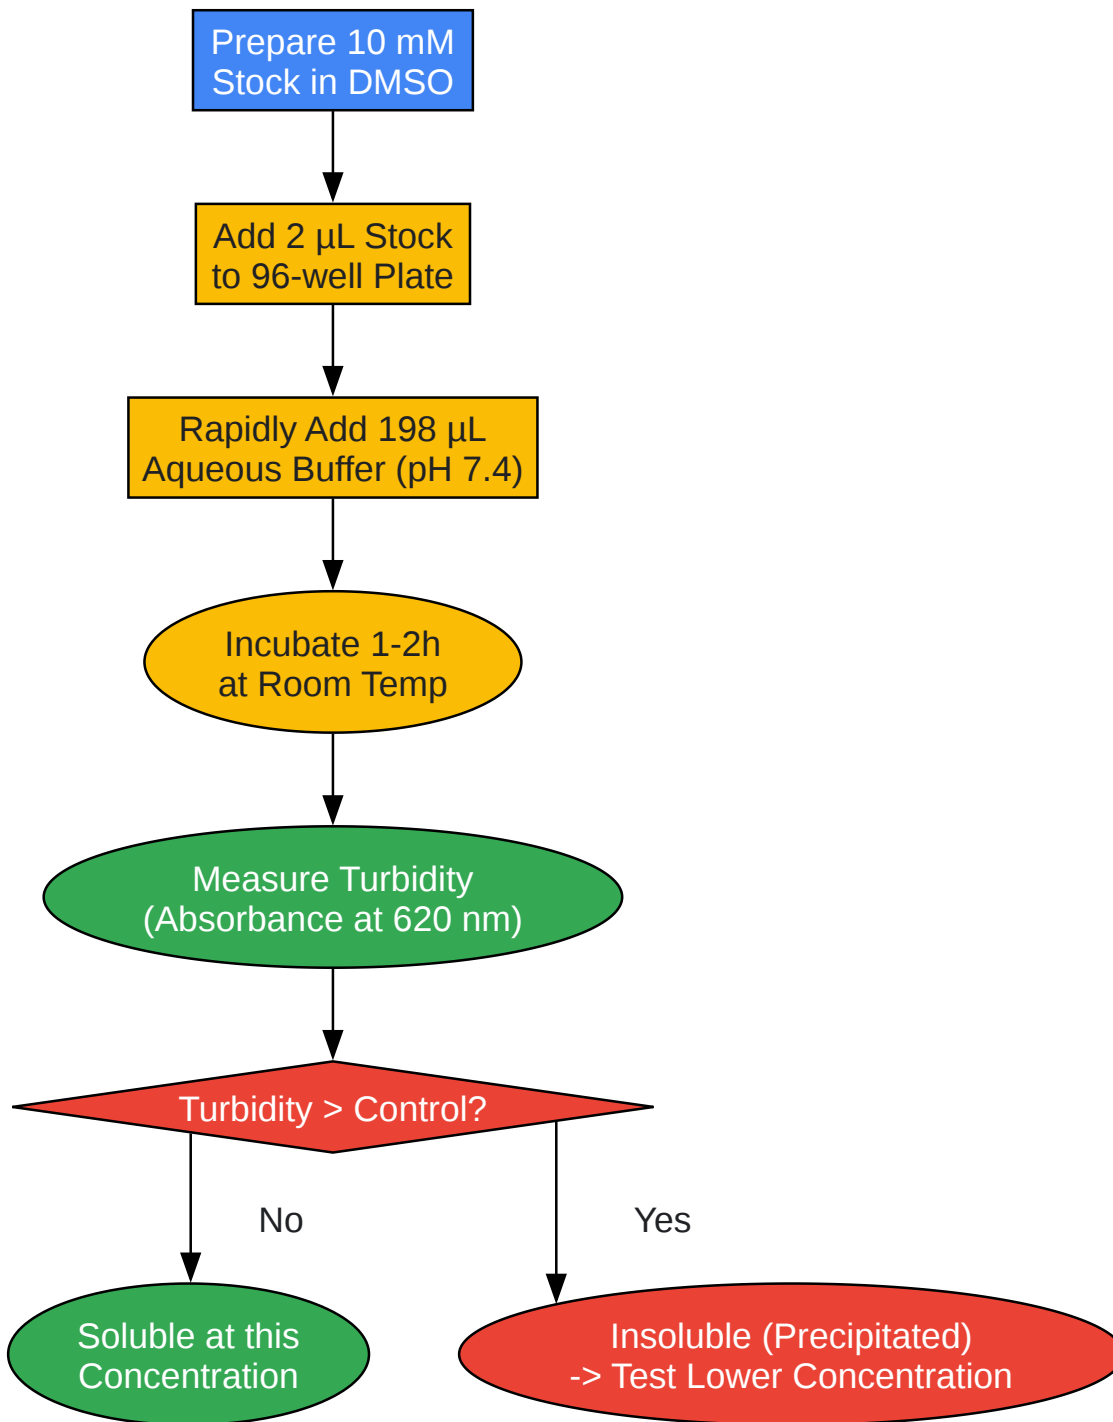 Prepare 10 mM
Stock in DMSO
Add 2 µL Stock
to 96-well Plate
Rapidly Add 198 µL
Aqueous Buffer (pH 7.4)
Incubate 1-2h
at Room Temp
Measure Turbidity
(Absorbance at 620 nm)
Turbidity > Control?
No
Yes
Soluble at this
Concentration
Insoluble (Precipitated)
-> Test Lower Concentration